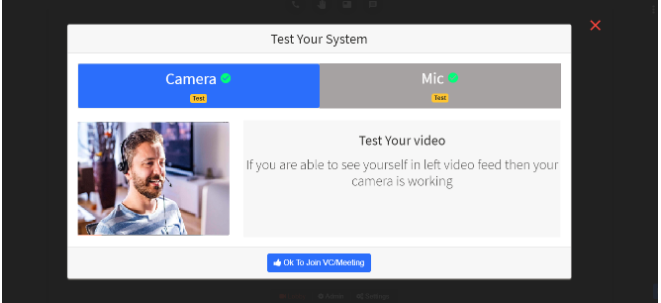 Test Your System
Camera
Test
Mic
Test
Test Your video
If you are able to see yourself in left video feed then your
camera is working
Ok To Join VC/Meeting
Settings